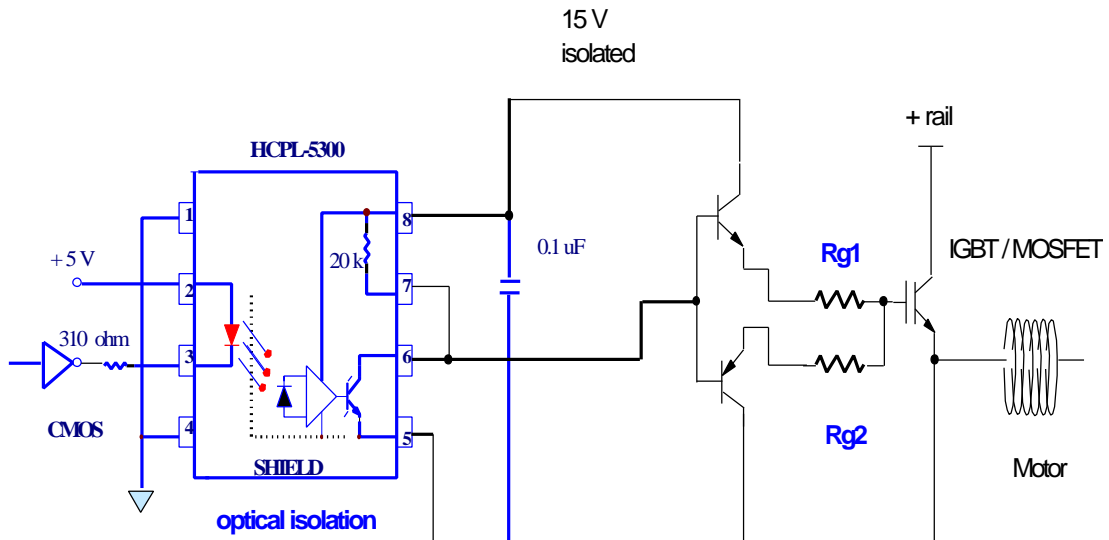 15 V
isolated
+ rail
HCPL-5300
1
8
0.1 uF
Rg1
IGBT / MOSFET
20 k
+ 5 V
2
7
310 ohm
3
6
CMOS
4
5
Rg2
SHIELD
Motor
optical isolation